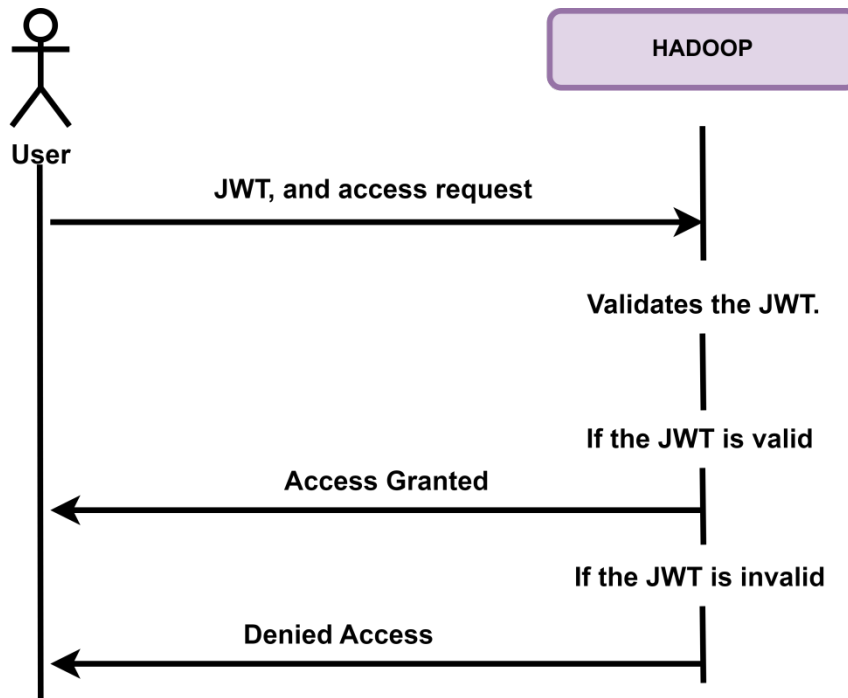 HADOOP
User
JWT, and access request
Validates the JWT.
If the JWT is valid
Access Granted
If the JWT is invalid
Denied Access